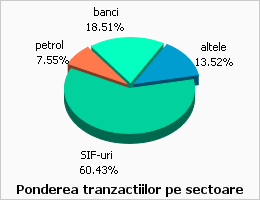 banci
18.51%
petrol
7.55%
altele
13.52%
SIF-uri
60.43%
Ponderea tranzactiilor pe sectoare